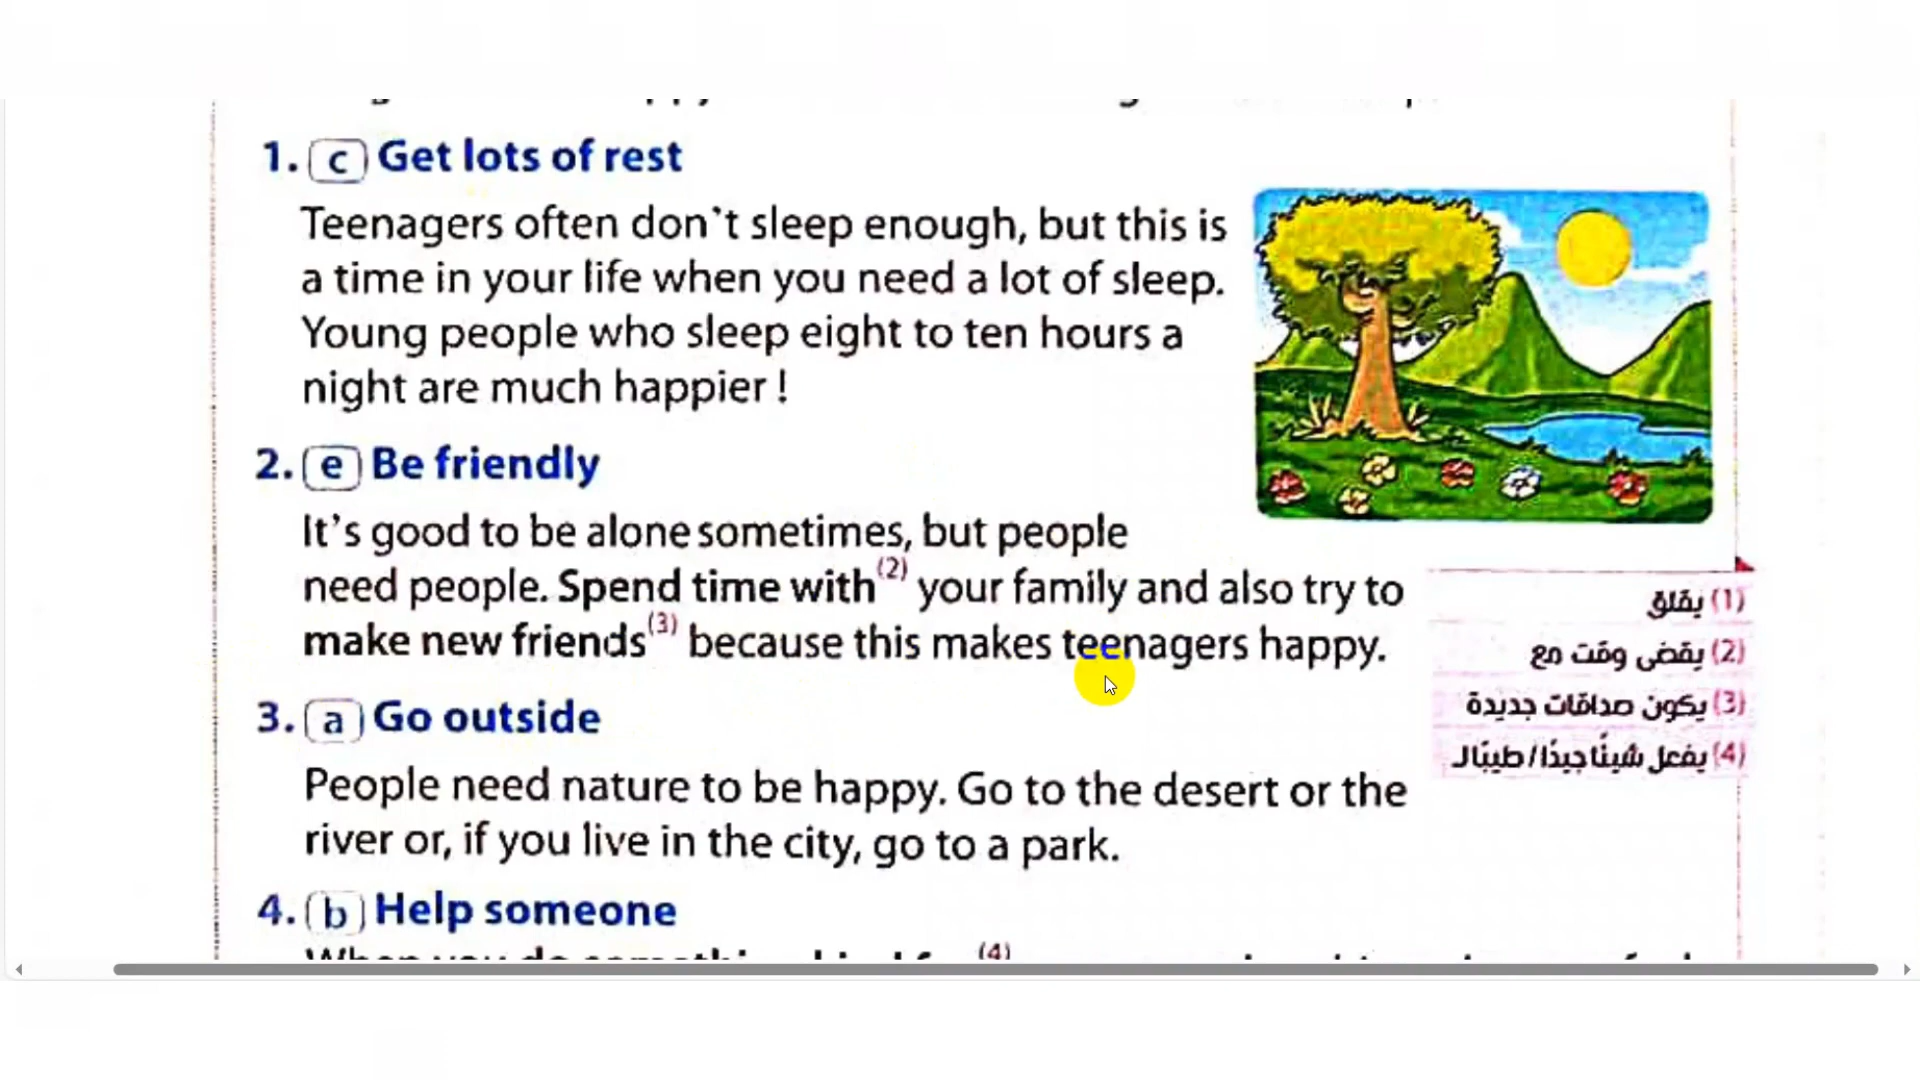 1. c Get lots of rest
Teenagers often don`t sleep enough, but this is
a time in your life when you need a lot of sleep.
Young people who sleep eight to ten hours a
night are much happier !
2. e Be friendly
It's good to be alone sometimes, but people
need people. Spend time with(2) your family and also try to
make new friends(3) because this makes teenagers happy.
(1) يقلق
(2) يقضى وقت مع
(3) يكون صداقات جديدة
(4) يفعل شيئًا جيدًا/طيبًا لـ
3. a Go outside
People need nature to be happy. Go to the desert or the
river or, if you live in the city, go to a park.
4. b Help someone
(4)